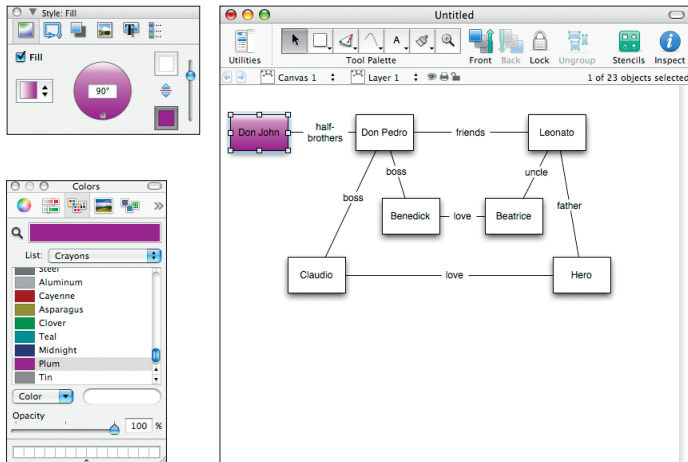 Style: Fill
Fill
90°
Colors
List: Crayons
Steel
Aluminum
Cayenne
Asparagus
Clover
Teal
Midnight
Plum
Tin
Color
Opacity
100 %
Untitled
Utilities
Tool Palette
Front
Back
Lock
Ungroup
Stencils
Inspect
A
Canvas 1
Layer 1
1 of 23 objects selected
Don John
half-
brothers
Don Pedro
friends
Leonato
boss
uncle
boss
father
Benedick
love
Beatrice
Claudio
love
Hero